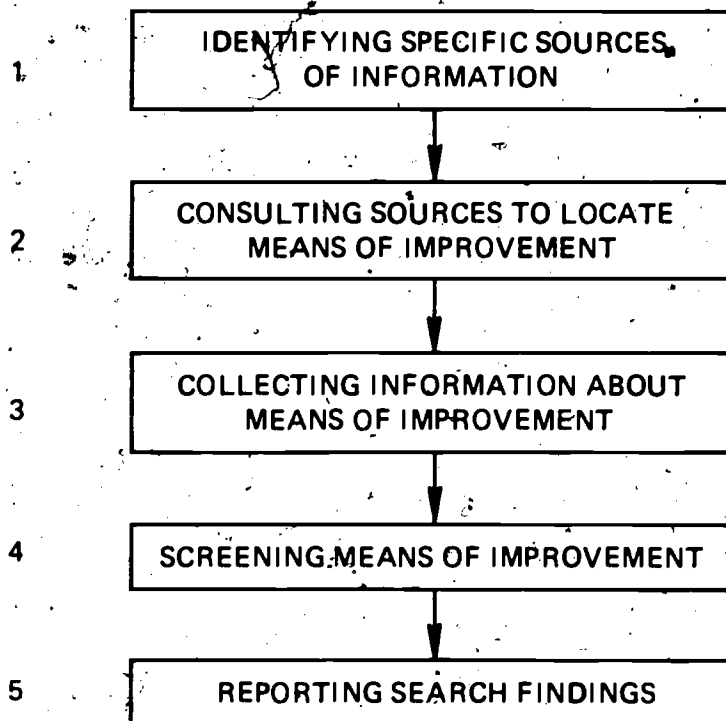 1
IDENTIFYING SPECIFIC SOURCES
OF INFORMATION
2
CONSULTING SOURCES TO LOCATE
MEANS OF IMPROVEMENT
3
COLLECTING INFORMATION ABOUT
MEANS OF IMPROVEMENT
4
SCREENING MEANS OF IMPROVEMENT
5
REPORTING SEARCH FINDINGS